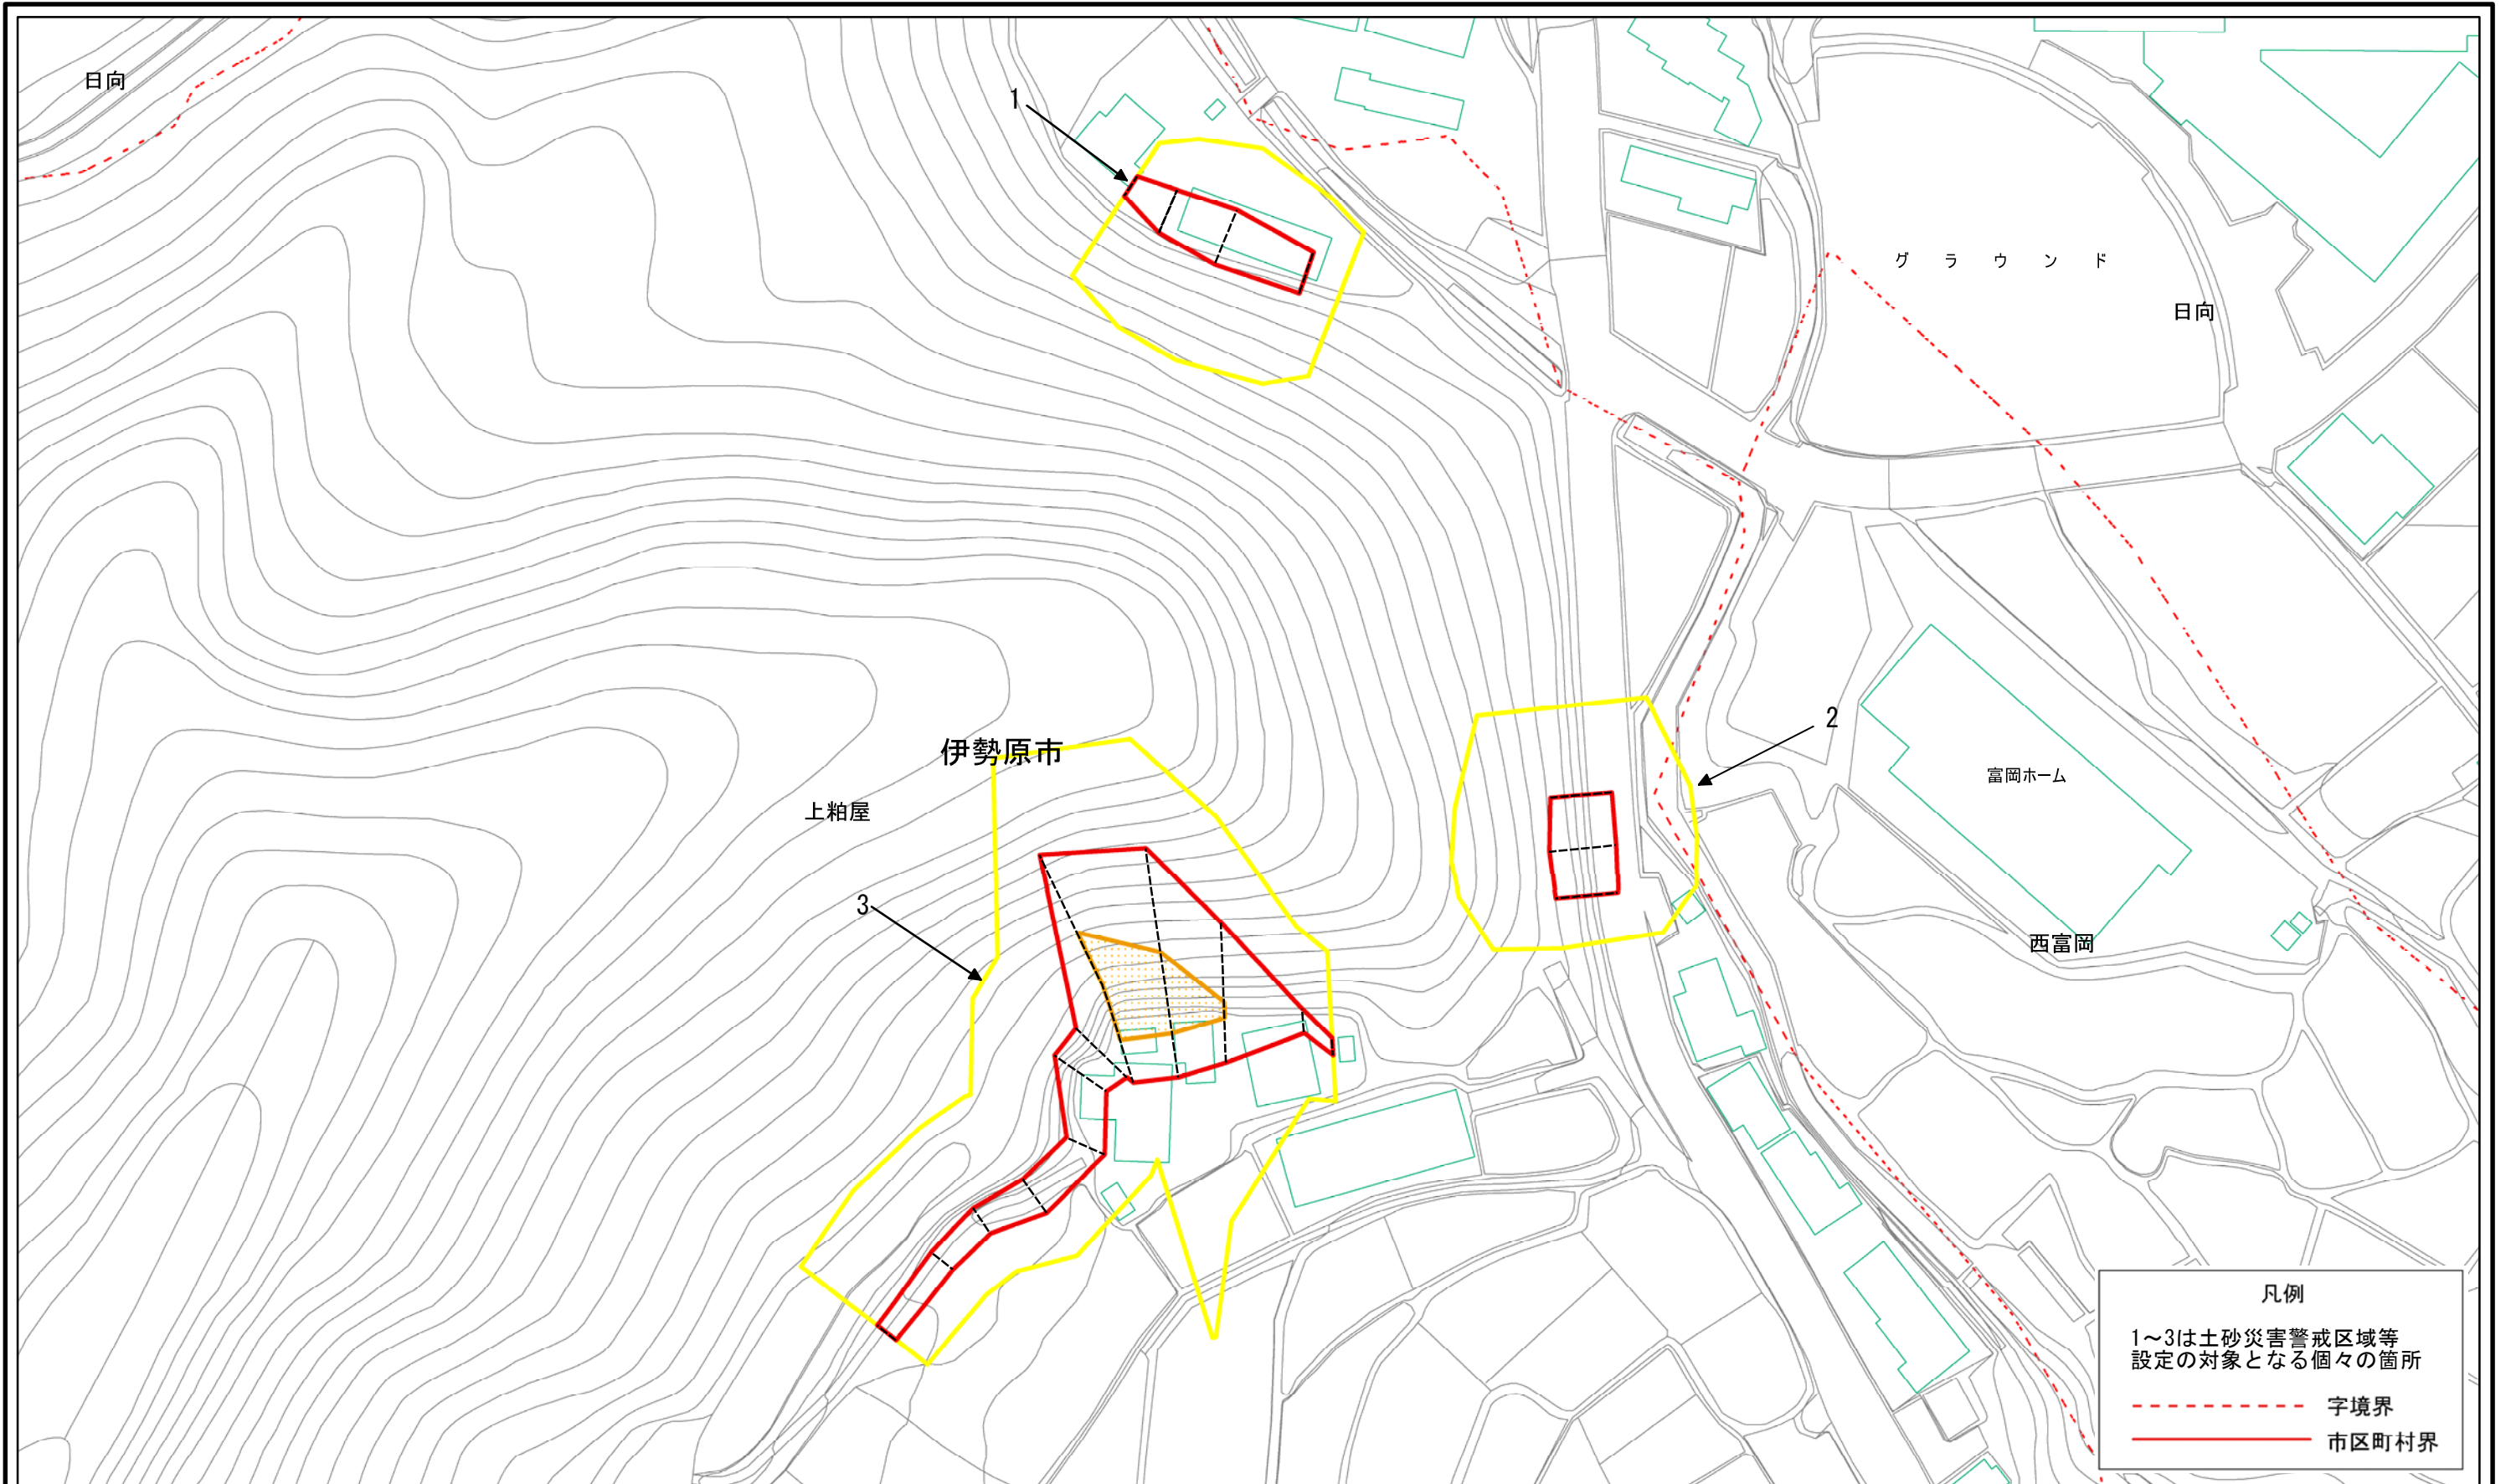 日向
1
グラウンド
日向
2
伊勢原市
富岡ホーム
上粕屋
3
西富岡
凡例
1～3は土砂災害警戒区域等
設定の対象となる個々の箇所
字境界
市区町村界